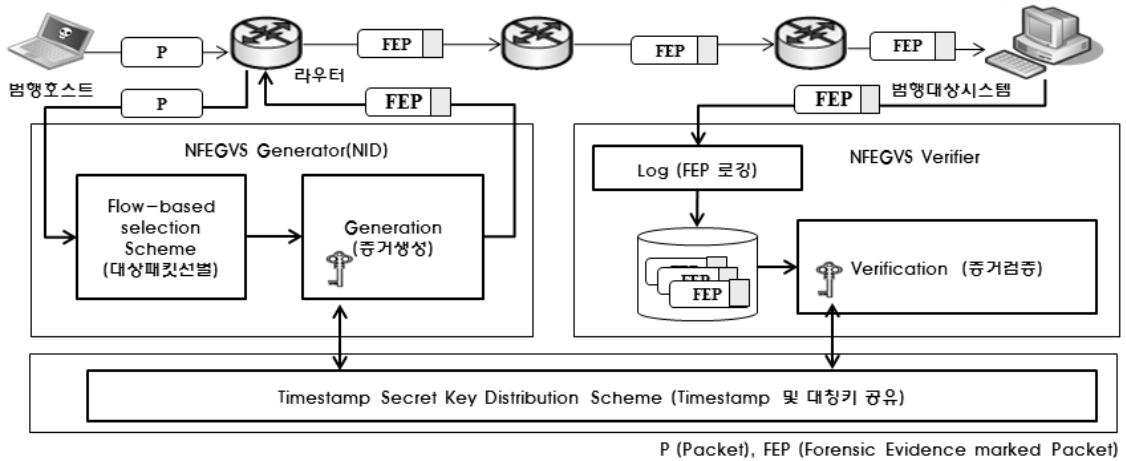 P
FEP
FEP
FEP
범행호스트
라우터
범행대상시스템
P
FEP
FEP
NFEGVS Generator(NID)
Flow-based
selection
Scheme
(대상패킷선별)
Generation
(증거생성)
NFEGVS Verifier
Log (FEP 로깅)
FEP
FEP
FEP
Verification (증거검증)
Timestamp Secret Key Distribution Scheme (Timestamp 및 대칭키 공유)
P (Packet), FEP (Forensic Evidence marked Packet)